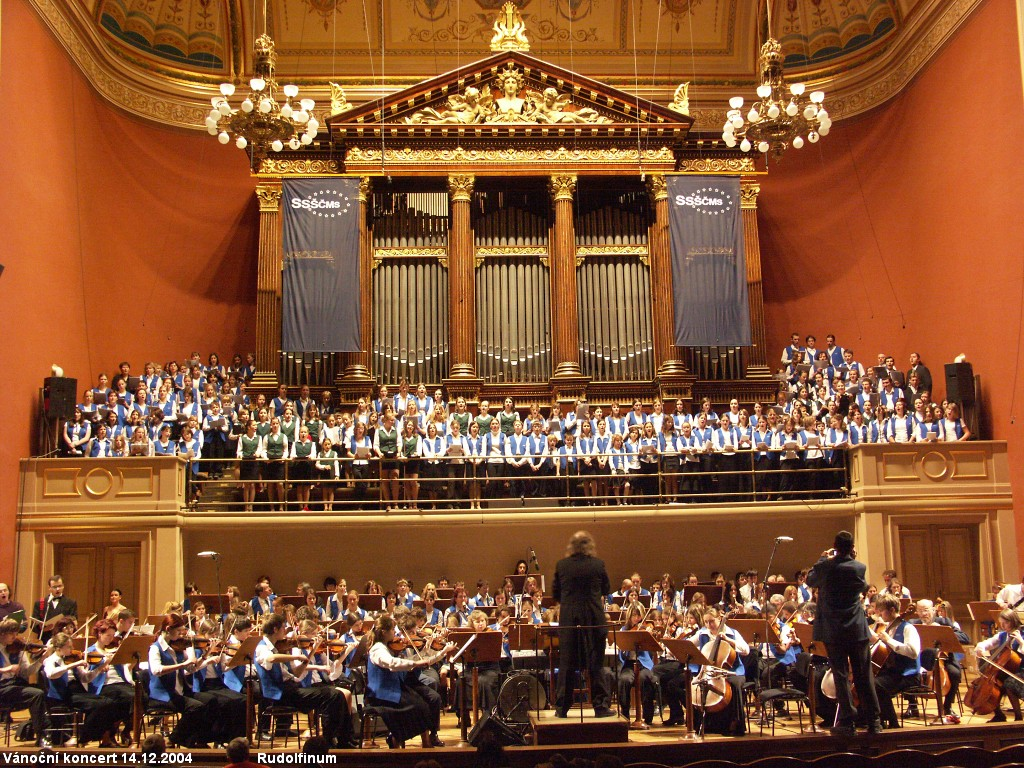 SSŠČMS
SSŠČMS
Vánoční koncert 14.12.2004
Rudolfinum